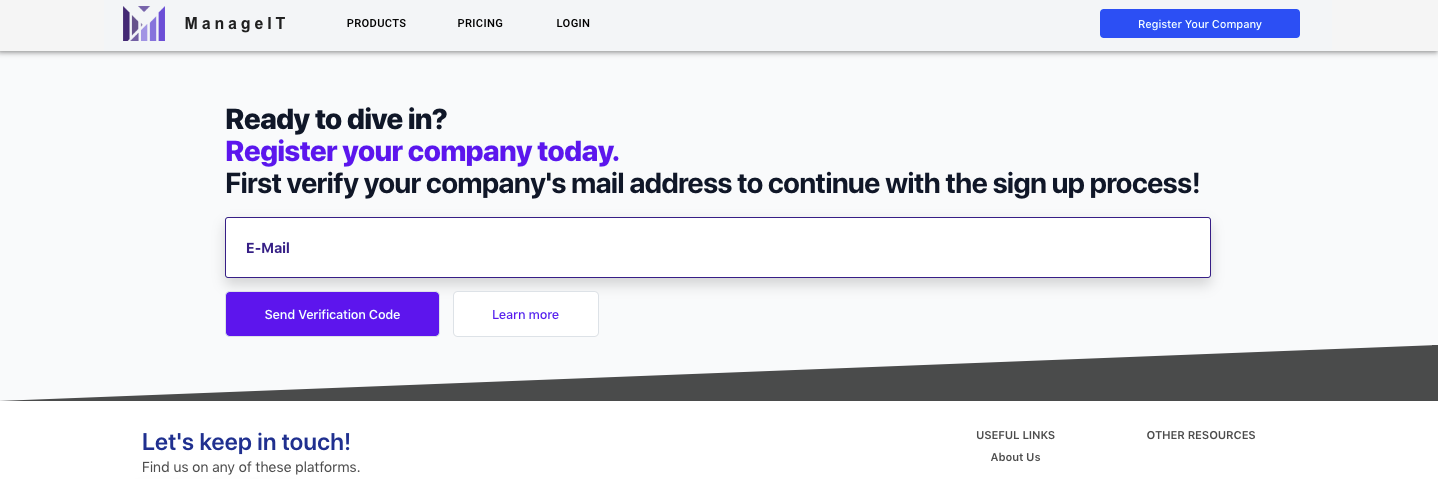 ManageIT PRODUCTS PRICING LOGIN Register Your Company
Ready to dive in?
Register your company today.
First verify your company's mail address to continue with the sign up process!
E-Mail
Send Verification Code Learn more
Let's keep in touch!
Find us on any of these platforms.
USEFUL LINKS
About Us
OTHER RESOURCES